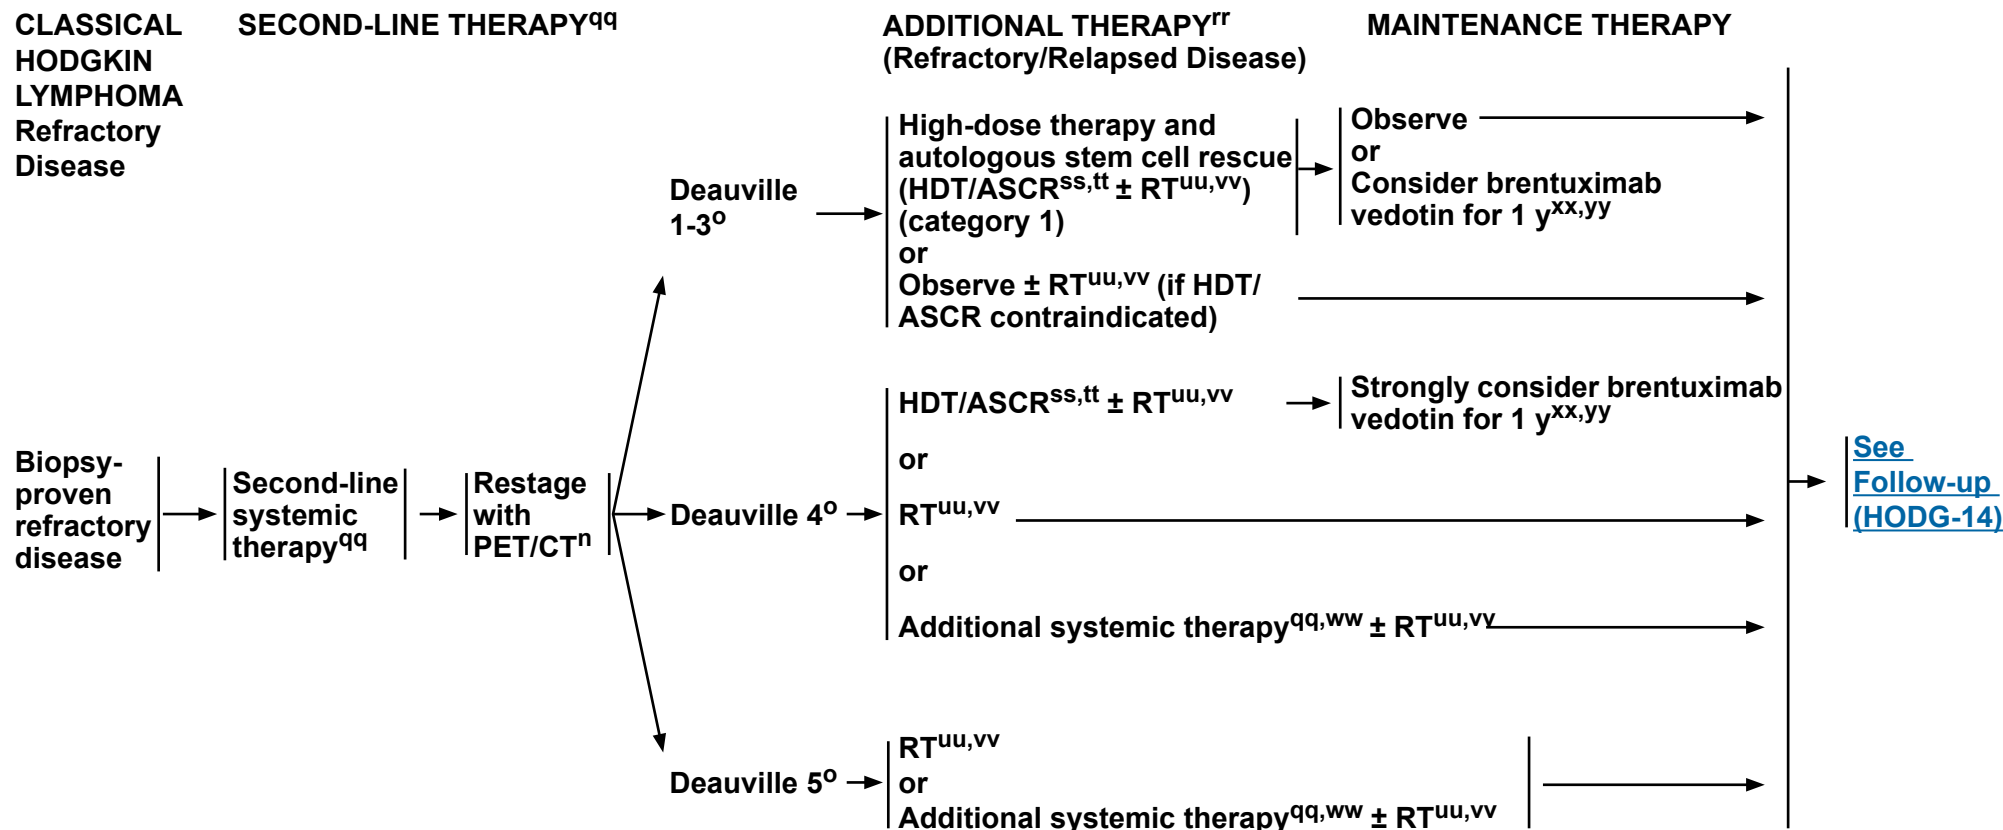 CLASSICAL
HODGKIN
LYMPHOMA
Refractory
Disease
SECOND-LINE THERAPYqq
ADDITIONAL THERAPYrr
(Refractory/Relapsed Disease)
MAINTENANCE THERAPY
Biopsy-
proven
refractory
disease
Second-line
systemic
therapyqq
Restage
with
PET/CTn
Deauville
1-3o
High-dose therapy and
autologous stem cell rescue
(HDT/ASCRss,tt ± RTuu,vv)
(category 1)
or
Observe ± RTuu,vv (if HDT/
ASCR contraindicated)
Observe
or
Consider brentuximab
vedotin for 1 yxx,yy
Deauville 4o
HDT/ASCRss,tt ± RTuu,vv
or
RTuu,vv
or
Additional systemic therapyqq,ww ± RTuu,vv
Strongly consider brentuximab
vedotin for 1 yxx,yy
Deauville 5o
RTuu,vv
or
Additional systemic therapyqq,ww ± RTuu,vv
See
Follow-up
(HODG-14)